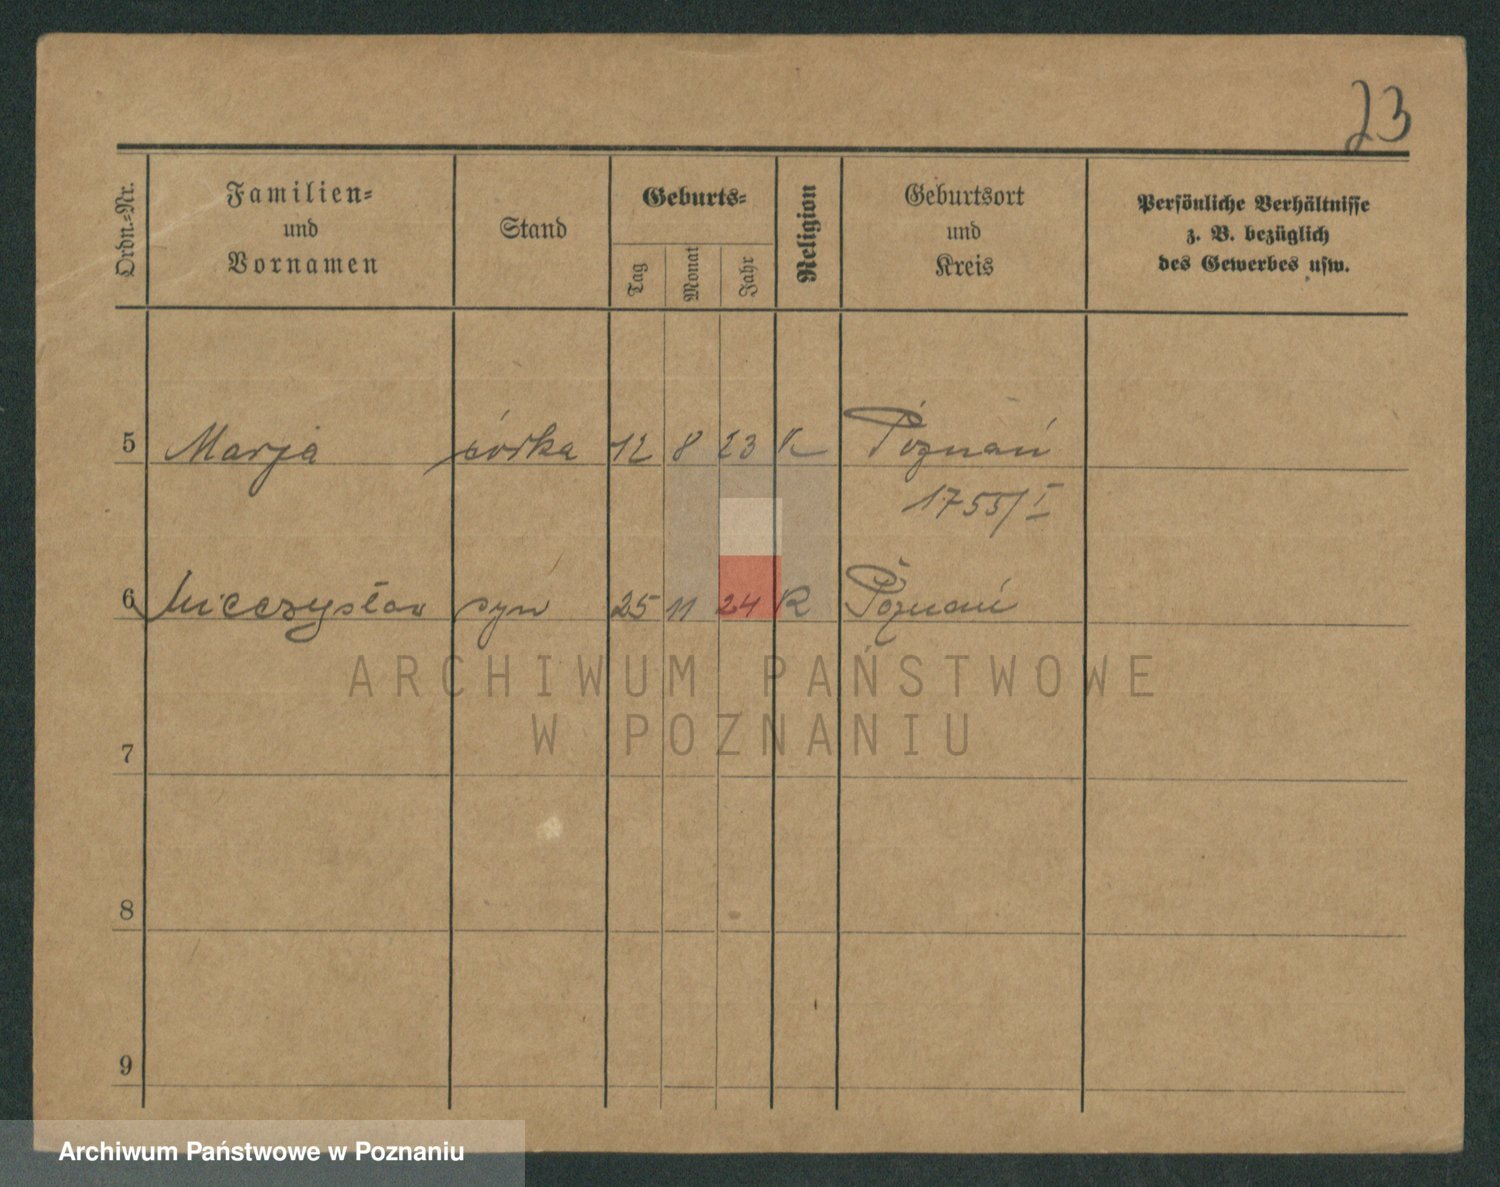 23
Ordn.-Nr.
Familien-
und
Vornamen
Stand
Geburts-
Tag
Monat
Jahr
Religion
Geburtsort
und
Kreis
Persönliche Verhältnisse
z. B. bezüglich
des Gewerbes usw.
5 Marja córka 12 8 23 K Poznań
1755/I
6 Mieczysław syn 25 11 24 K Poznań
ARCHIWUM PAŃSTWOWE
W POZNANIU
7
8
9
Archiwum Państwowe w Poznaniu